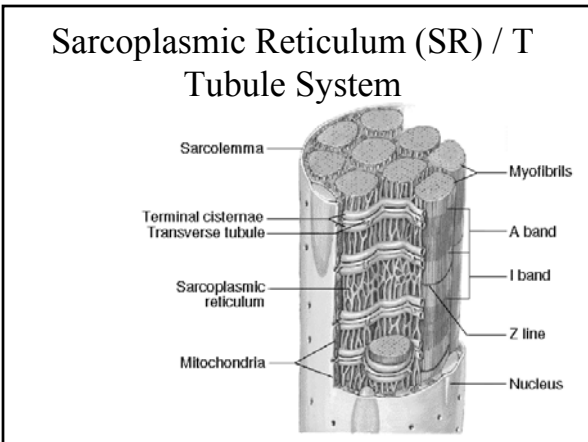 Sarcoplasmic Reticulum (SR) / T
Tubule System
Sarcolemma
Myofibrils
Terminal cisternae
Transverse tubule
A band
I band
Sarcoplasmic
reticulum
Z line
Mitochondria
Nucleus